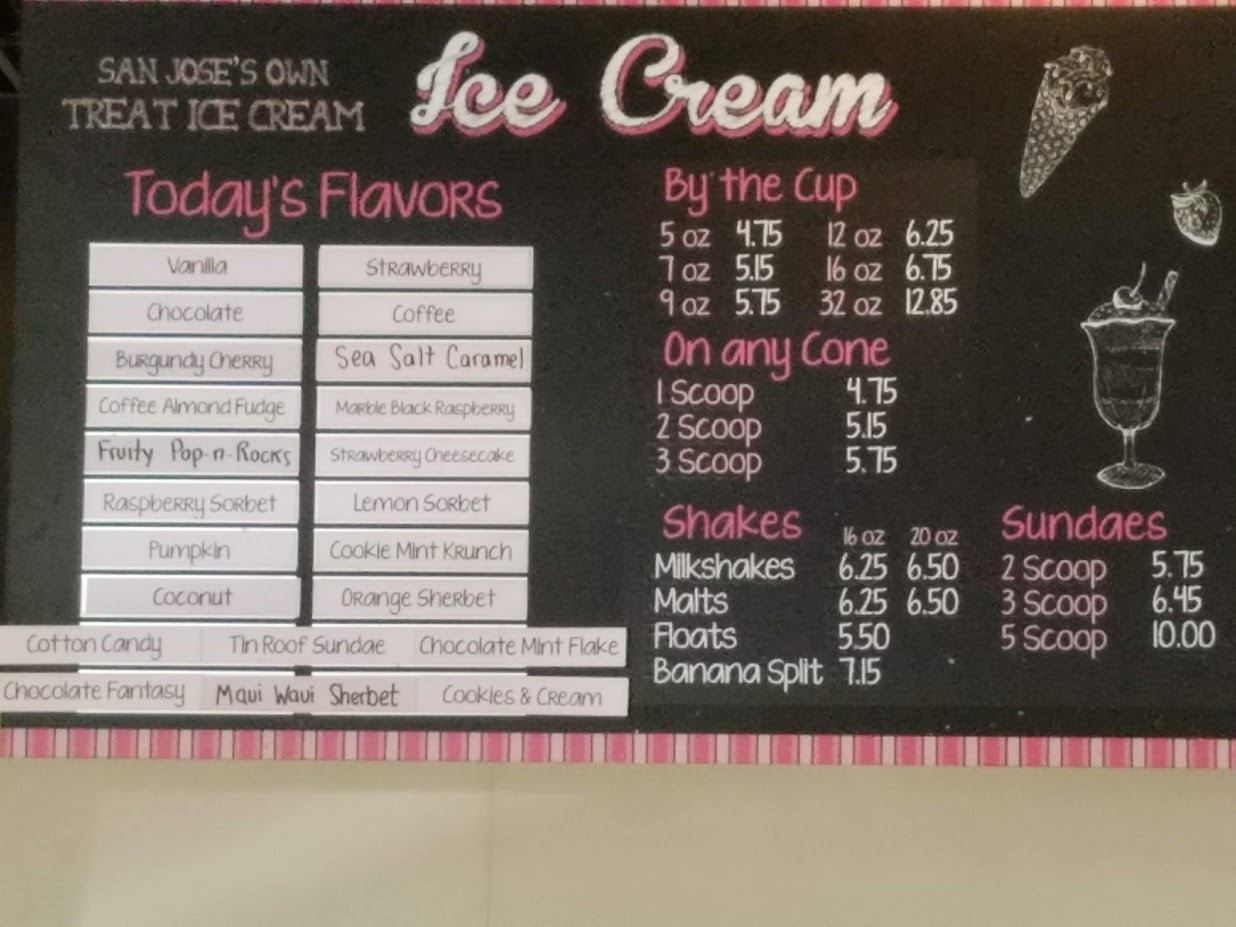 SAN JOSE'S OWN
TREAT ICE CREAM
Ice Cream
Today's Flavors
Vanilla
Strawberry
Chocolate
Coffee
Burgundy Cherry
Sea Salt Caramel
Coffee Almond Fudge
Marble Black Raspberry
Fruity Pop-n-Rocks
Strawberry Cheesecake
Raspberry Sorbet
Lemon Sorbet
Pumpkin
Cookie Mint Krunch
Coconut
Orange Sherbet
Cotton Candy Tin Roof Sundae Chocolate Mint Flake
Chocolate Fantasy Maui Waui Sherbet Cookies & Cream
By the Cup
5 oz 4.75 12 oz 6.25
7 oz 5.15 16 oz 6.75
9 oz 5.75 32 oz 12.85
On any Cone
1 Scoop 4.75
2 Scoop 5.15
3 Scoop 5.75
Shakes 16 oz 20 oz
Milkshakes 6.25 6.50
Malts 6.25 6.50
Floats 5.50
Banana Split 7.15
Sundaes
2 Scoop 5.75
3 Scoop 6.45
5 Scoop 10.00